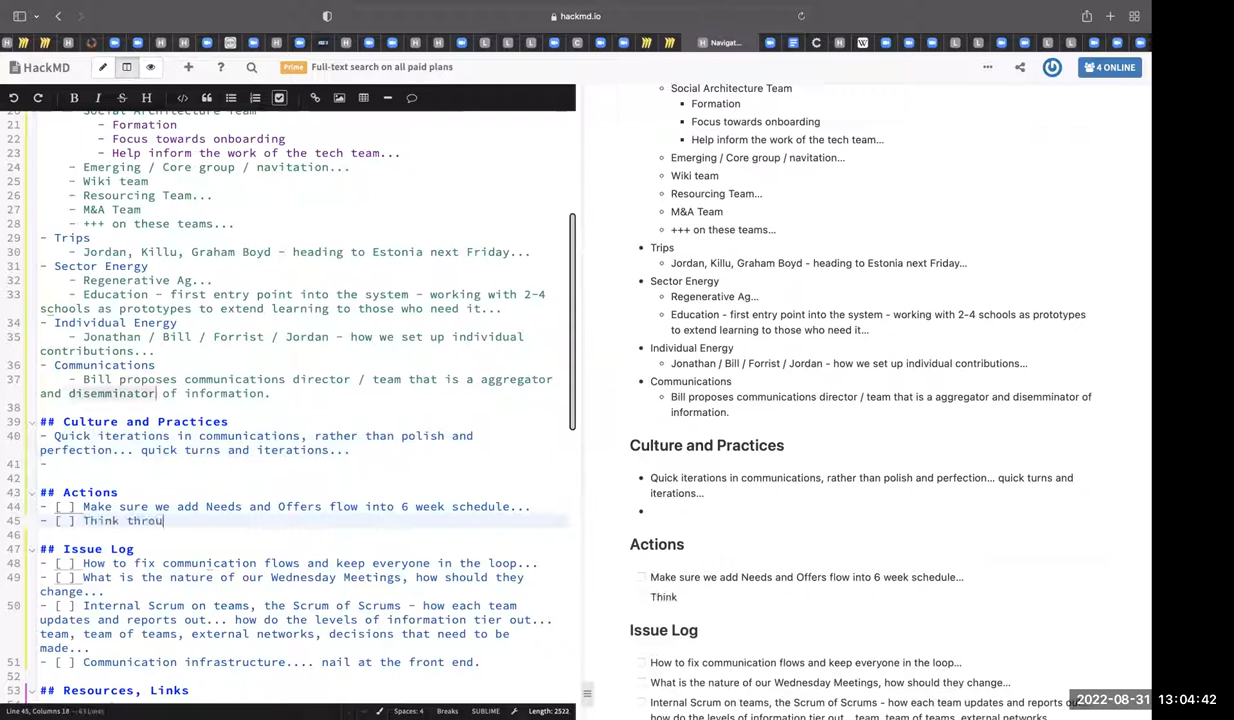 hackmd.io
Navigat...
HackMD
Prime
Full-text search on all paid plans
4 ONLINE
21 - Formation
22 - Focus towards onboarding
23 - Help inform the work of the tech team...
24 - Emerging / Core group / navitation...
25 - Wiki team
26 - Resourcing Team...
27 - M&A Team
28 - +++ on these teams...
29 - Trips
30 - Jordan, Killu, Graham Boyd - heading to Estonia next Friday...
31 - Sector Energy
32 - Regenerative Ag...
33 - Education - first entry point into the system - working with 2-4
schools as prototypes to extend learning to those who need it...
34 - Individual Energy
35 - Jonathan / Bill / Forrist / Jordan - how we set up individual
contributions...
36 - Communications
37 - Bill proposes communications director / team that is a aggregator
and disemminator of information.
38
39 ## Culture and Practices
40 - Quick iterations in communications, rather than polish and
perfection... quick turns and iterations...
41 -
42
43 ## Actions
44 - [ ] Make sure we add Needs and Offers flow into 6 week schedule...
45 - [ ] Think throu
46
47 ## Issue Log
48 - [ ] How to fix communication flows and keep everyone in the loop...
49 - [ ] What is the nature of our Wednesday Meetings, how should they
change...
50 - [ ] Internal Scrum on teams, the Scrum of Scrums - how each team
updates and reports out... how do the levels of information tier out...
team, team of teams, external networks, decisions that need to be
made...
51 - [ ] Communication infrastructure.... nail at the front end.
52
53 ## Resources, Links
Line 45, Columns 18
Spaces: 4
Breaks
SUBLIME
Length: 2522
Social Architecture Team
Formation
Focus towards onboarding
Help inform the work of the tech team...
Emerging / Core group / navitation...
Wiki team
Resourcing Team...
M&A Team
+++ on these teams...
Trips
Jordan, Killu, Graham Boyd - heading to Estonia next Friday...
Sector Energy
Regenerative Ag...
Education - first entry point into the system - working with 2-4 schools as prototypes
to extend learning to those who need it...
Individual Energy
Jonathan / Bill / Forrist / Jordan - how we set up individual contributions...
Communications
Bill proposes communications director / team that is a aggregator and disemminator of
information.
Culture and Practices
Quick iterations in communications, rather than polish and perfection... quick turns and
iterations...
Actions
Make sure we add Needs and Offers flow into 6 week schedule...
Think
Issue Log
How to fix communication flows and keep everyone in the loop...
What is the nature of our Wednesday Meetings, how should they change...
Internal Scrum on teams, the Scrum of Scrums - how each team updates and reports
how do the levels of information tier out... team, team of teams, external networks
2022-08-31 13:04:42